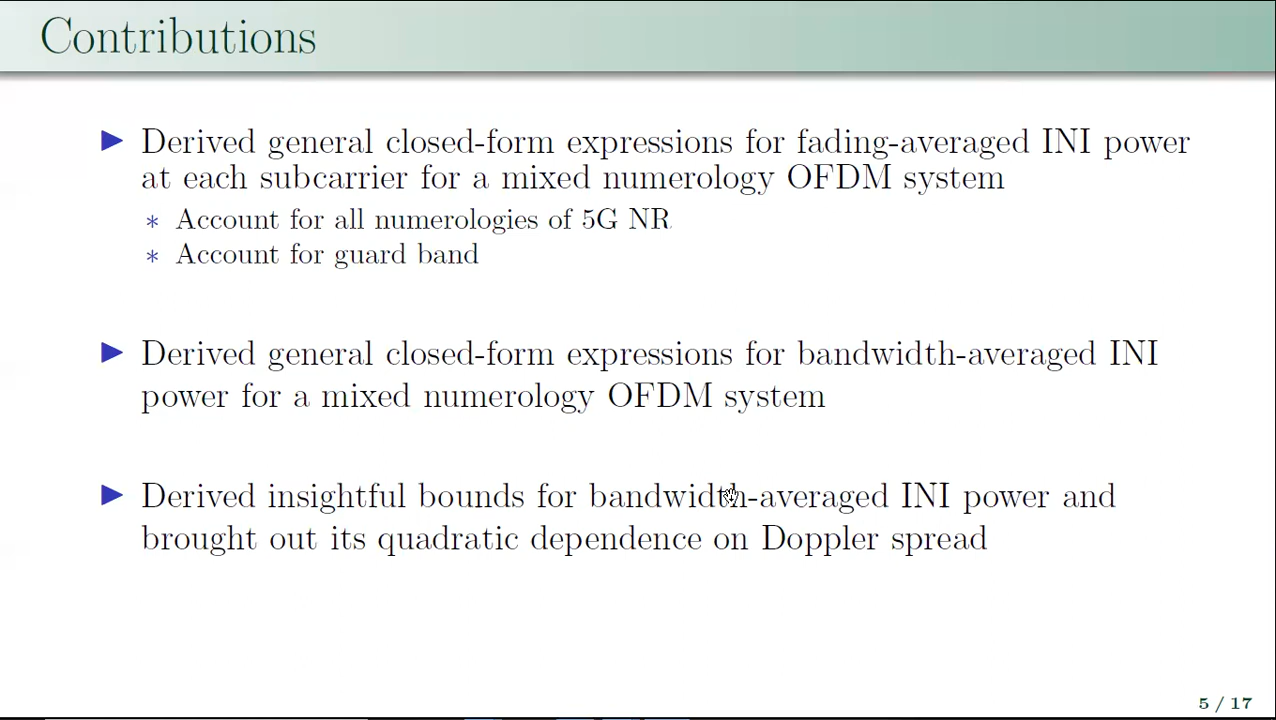 Contributions
▶ Derived general closed-form expressions for fading-averaged INI power
at each subcarrier for a mixed numerology OFDM system
* Account for all numerologies of 5G NR
* Account for guard band
▶ Derived general closed-form expressions for bandwidth-averaged INI
power for a mixed numerology OFDM system
▶ Derived insightful bounds for bandwidth-averaged INI power and
brought out its quadratic dependence on Doppler spread
5 / 17